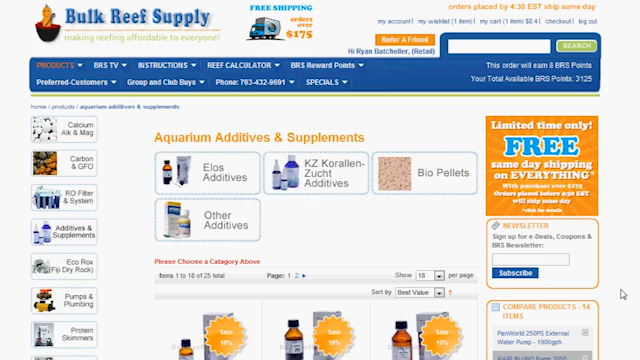 Bulk Reef Supply
making reefing affordable to everyone!
FREE SHIPPING
orders over
$175
orders placed by 4:30 EST ship same day
my account | my wishlist (1 item) | my cart (1 item) $8.4 | checkout | log out
Refer A Friend
Hi Ryan Batcheller, (Retail)
SEARCH
PRODUCTS BRS TV INSTRUCTIONS REEF CALCULATOR BRS Reward Points
This order will earn 8 BRS Points
Preferred-Customers Group and Club Buys Phone: 763-432-9691 SPECIALS
Your Total Available BRS Points: 3125
home / products / aquarium additives & supplements
Calcium
Alk & Mag
Carbon
& GFO
RO Filter
& System
Additives &
Supplements
Eco Rox
(Fiji Dry Rock)
Pumps &
Plumbing
Protein
Skimmers
Aquarium Additives & Supplements
Elos
Additives
KZ Korallen-
Zucht
Additives
Bio Pellets
Other
Additives
Please Choose a Catagory Above
Items 1 to 18 of 25 total
Page: 1 2
Show 18 per page
Sort by Best Value
Sale
10%
Sale
10%
Sale
10%
Limited time only!
FREE
same day shipping
on EVERYTHING*
With purchase over $175
Orders placed before 4:30 EST
will ship same day
*click for details
NEWSLETTER
Sign up for e-Deals, Coupons &
BRS Newsletter:
Subscribe
COMPARE PRODUCTS - 14
ITEMS
PanWorld 250PS External
Water Pump - 1900gph